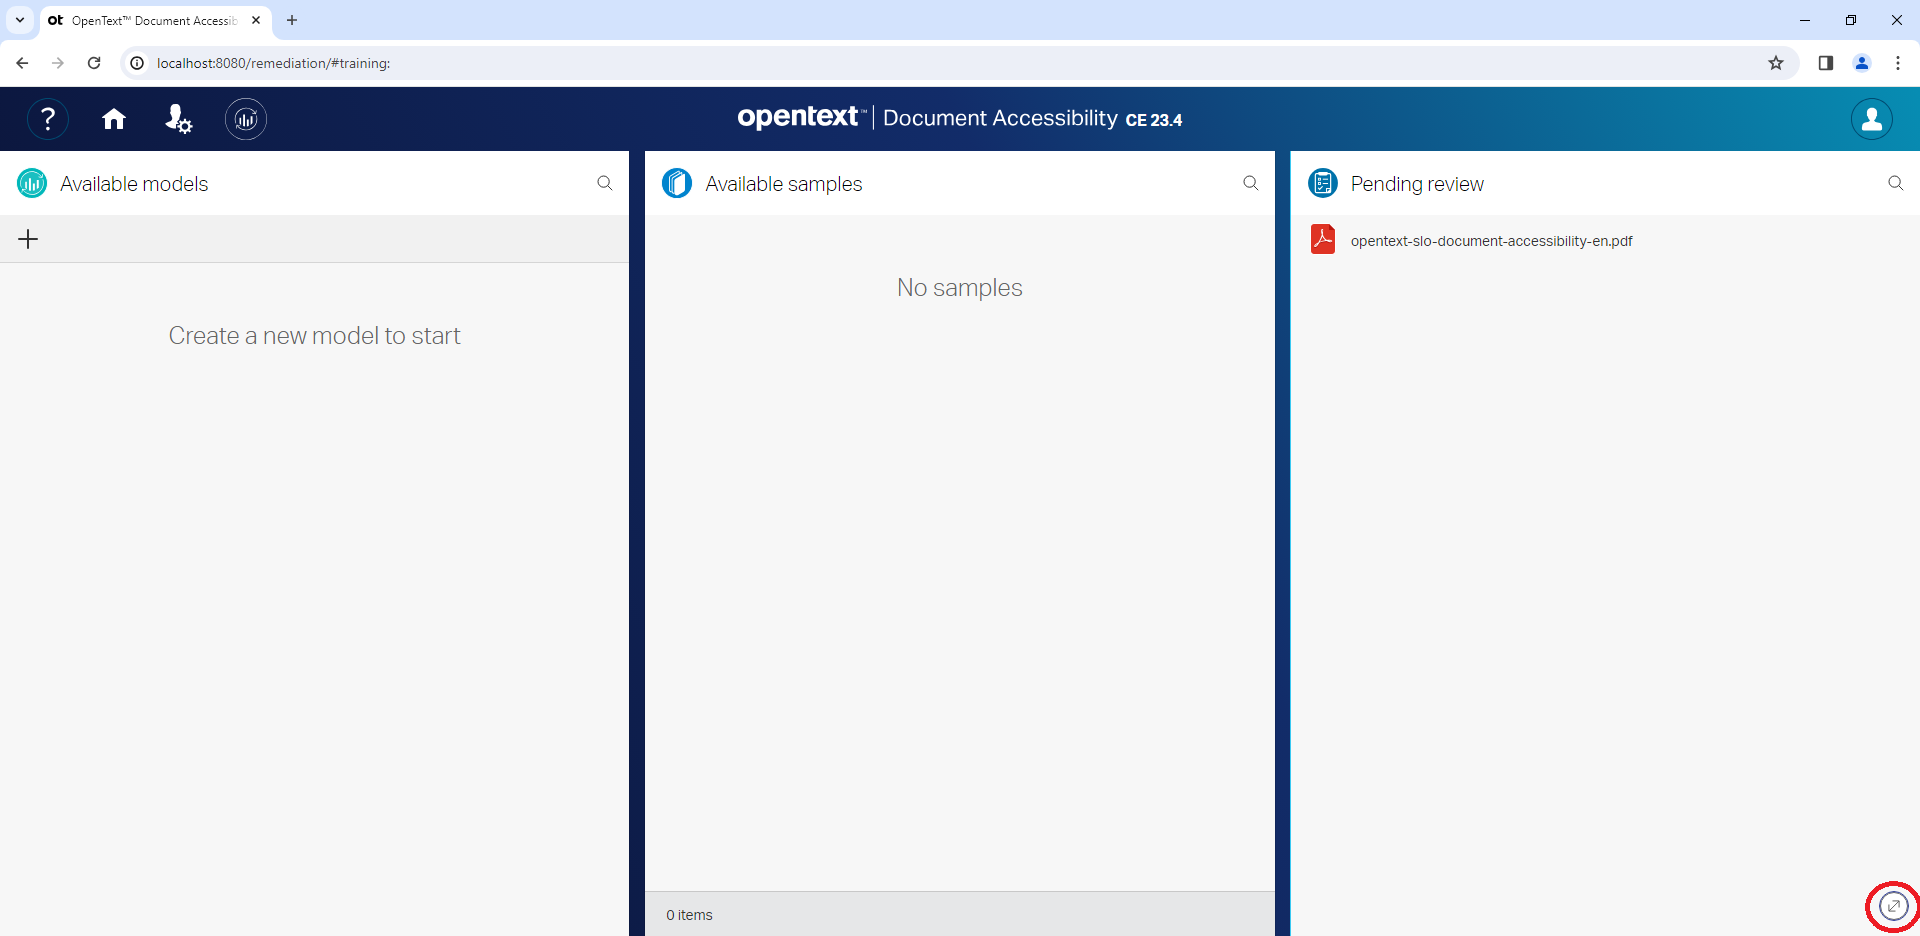 ot OpenText™ Document Accessib
localhost:8080/remediation/#training:
?
opentext™ | Document Accessibility CE 23.4
Available models
Available samples
Pending review
opentext-slo-document-accessibility-en.pdf
No samples
Create a new model to start
0 items